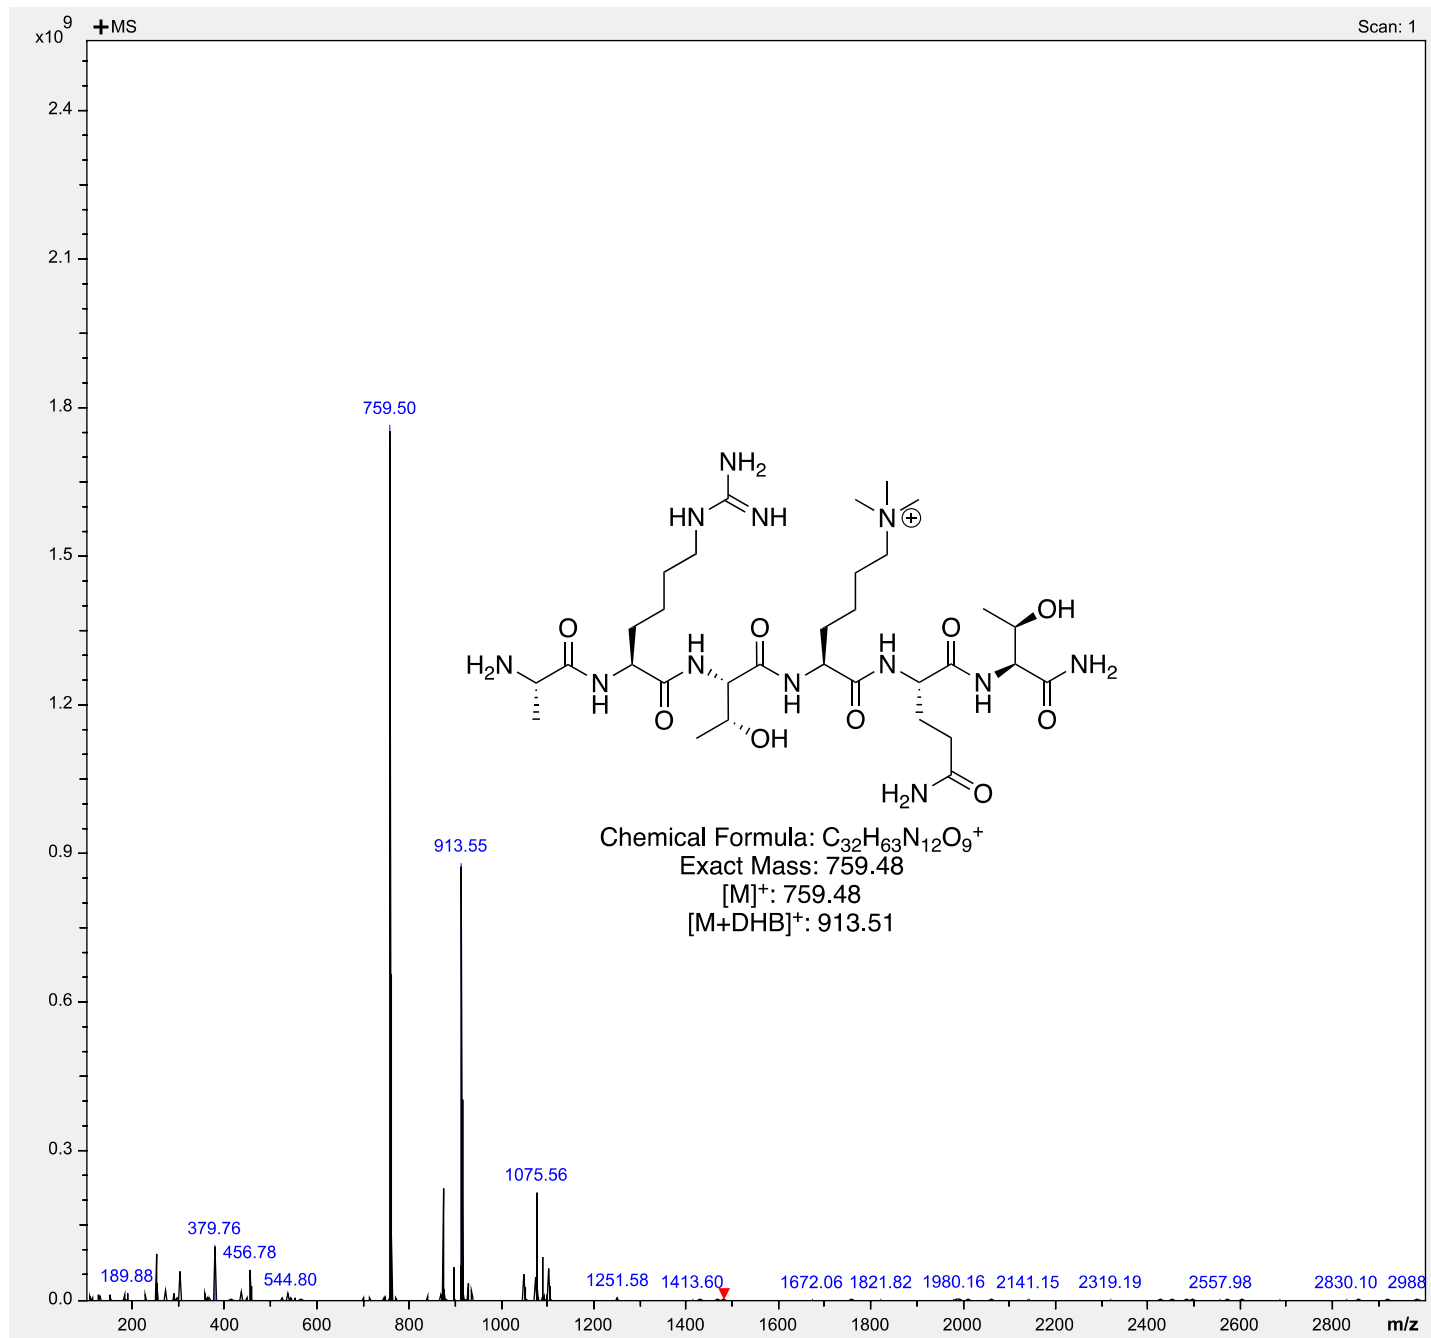 x10⁹
+MS
Scan: 1
2.4
2.1
1.8
1.5
1.2
0.9
0.6
0.3
0.0
759.50
913.55
1075.56
379.76
456.78
189.88
544.80
1251.58
1413.60
1672.06
1821.82
1980.16
2141.15
2319.19
2557.98
2830.10
2988
NH₂
HN
NH
N
⊕
O
H
N
O
H
N
O
OH
H₂N
N
H
O
N
H
O
N
H
O
NH₂
OH
H₂N
O
Chemical Formula: C₃₂H₆₃N₁₂O₉⁺
Exact Mass: 759.48
[M]⁺: 759.48
[M+DHB]⁺: 913.51
200
400
600
800
1000
1200
1400
1600
1800
2000
2200
2400
2600
2800
m/z